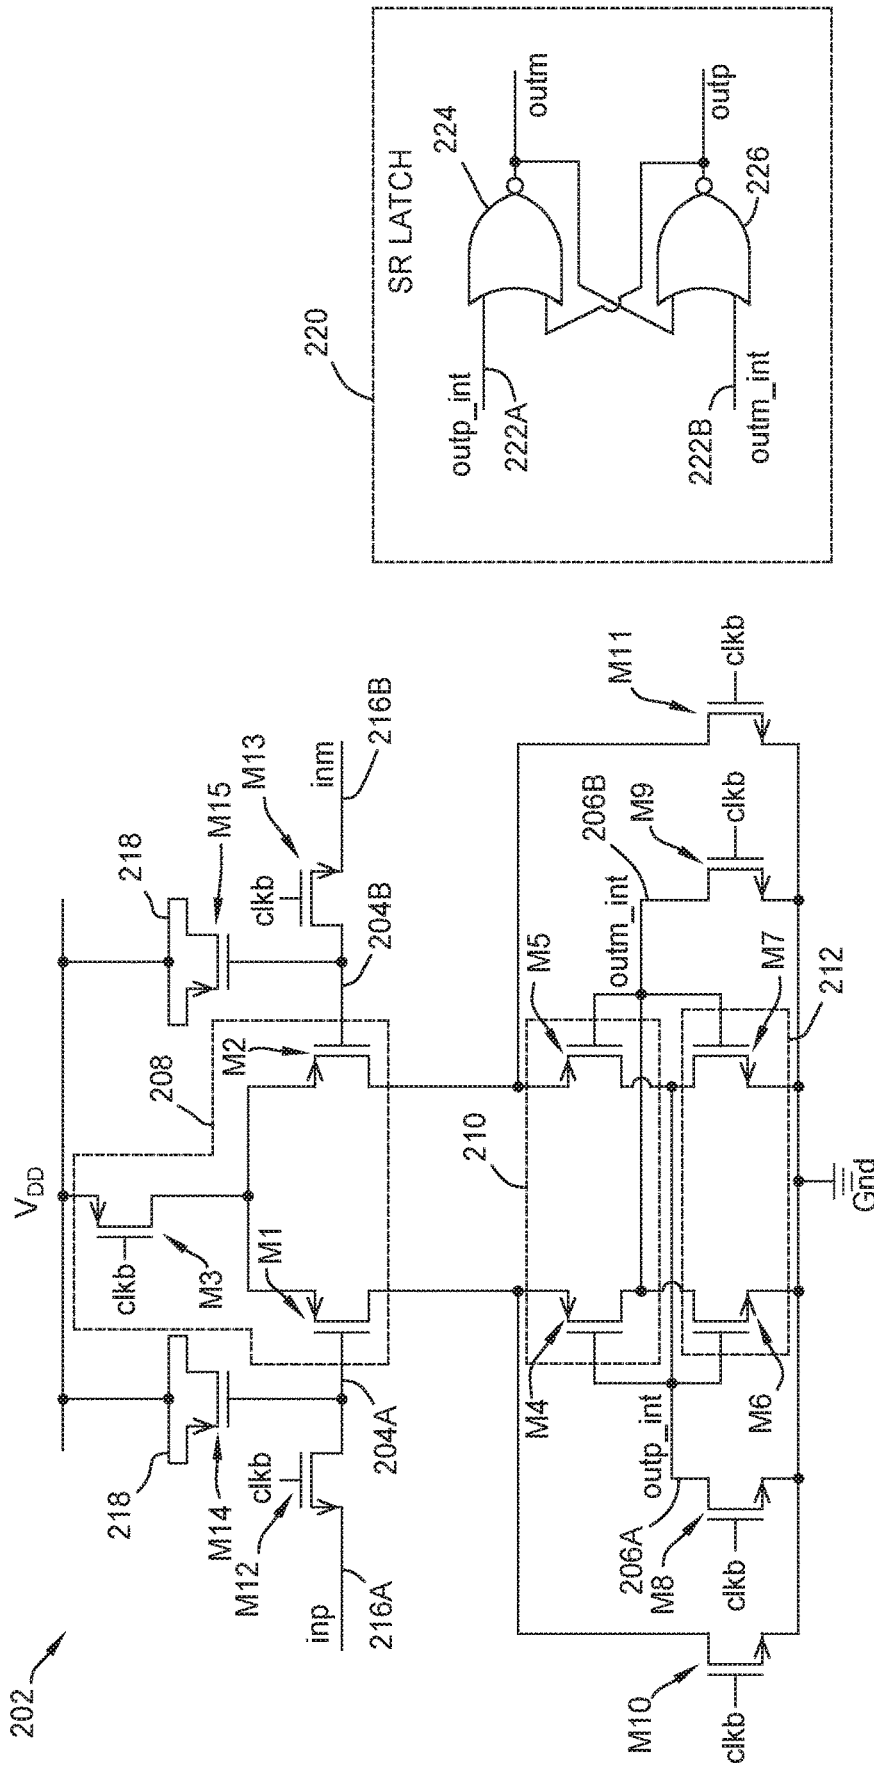 202
V_DD
218
M14
clkb
M12
inp
216A
204A
clkb
M3
M1
208
M2
218
M15
clkb
M13
inm
216B
204B
210
M4
M5
outp_int
outm_int
206A
206B
M10
clkb
M8
clkb
M6
M7
212
M9
clkb
M11
clkb
Gnd
220
SR LATCH
outp_int
222A
224
outm
222B
outm_int
226
outp